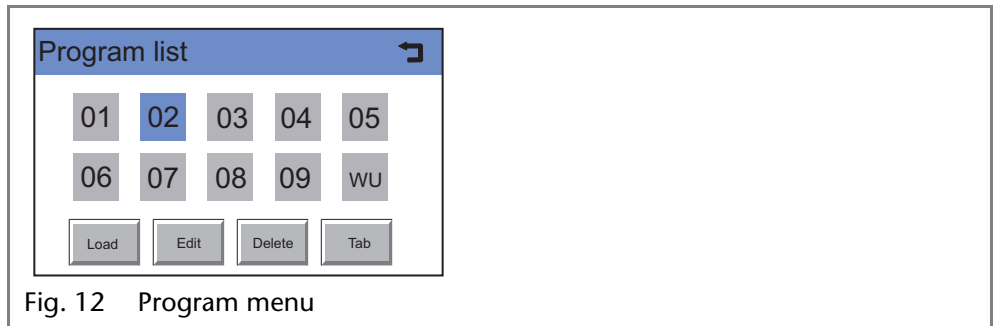 Program list
01 02 03 04 05
06 07 08 09 WU
Load Edit Delete Tab
Fig. 12 Program menu